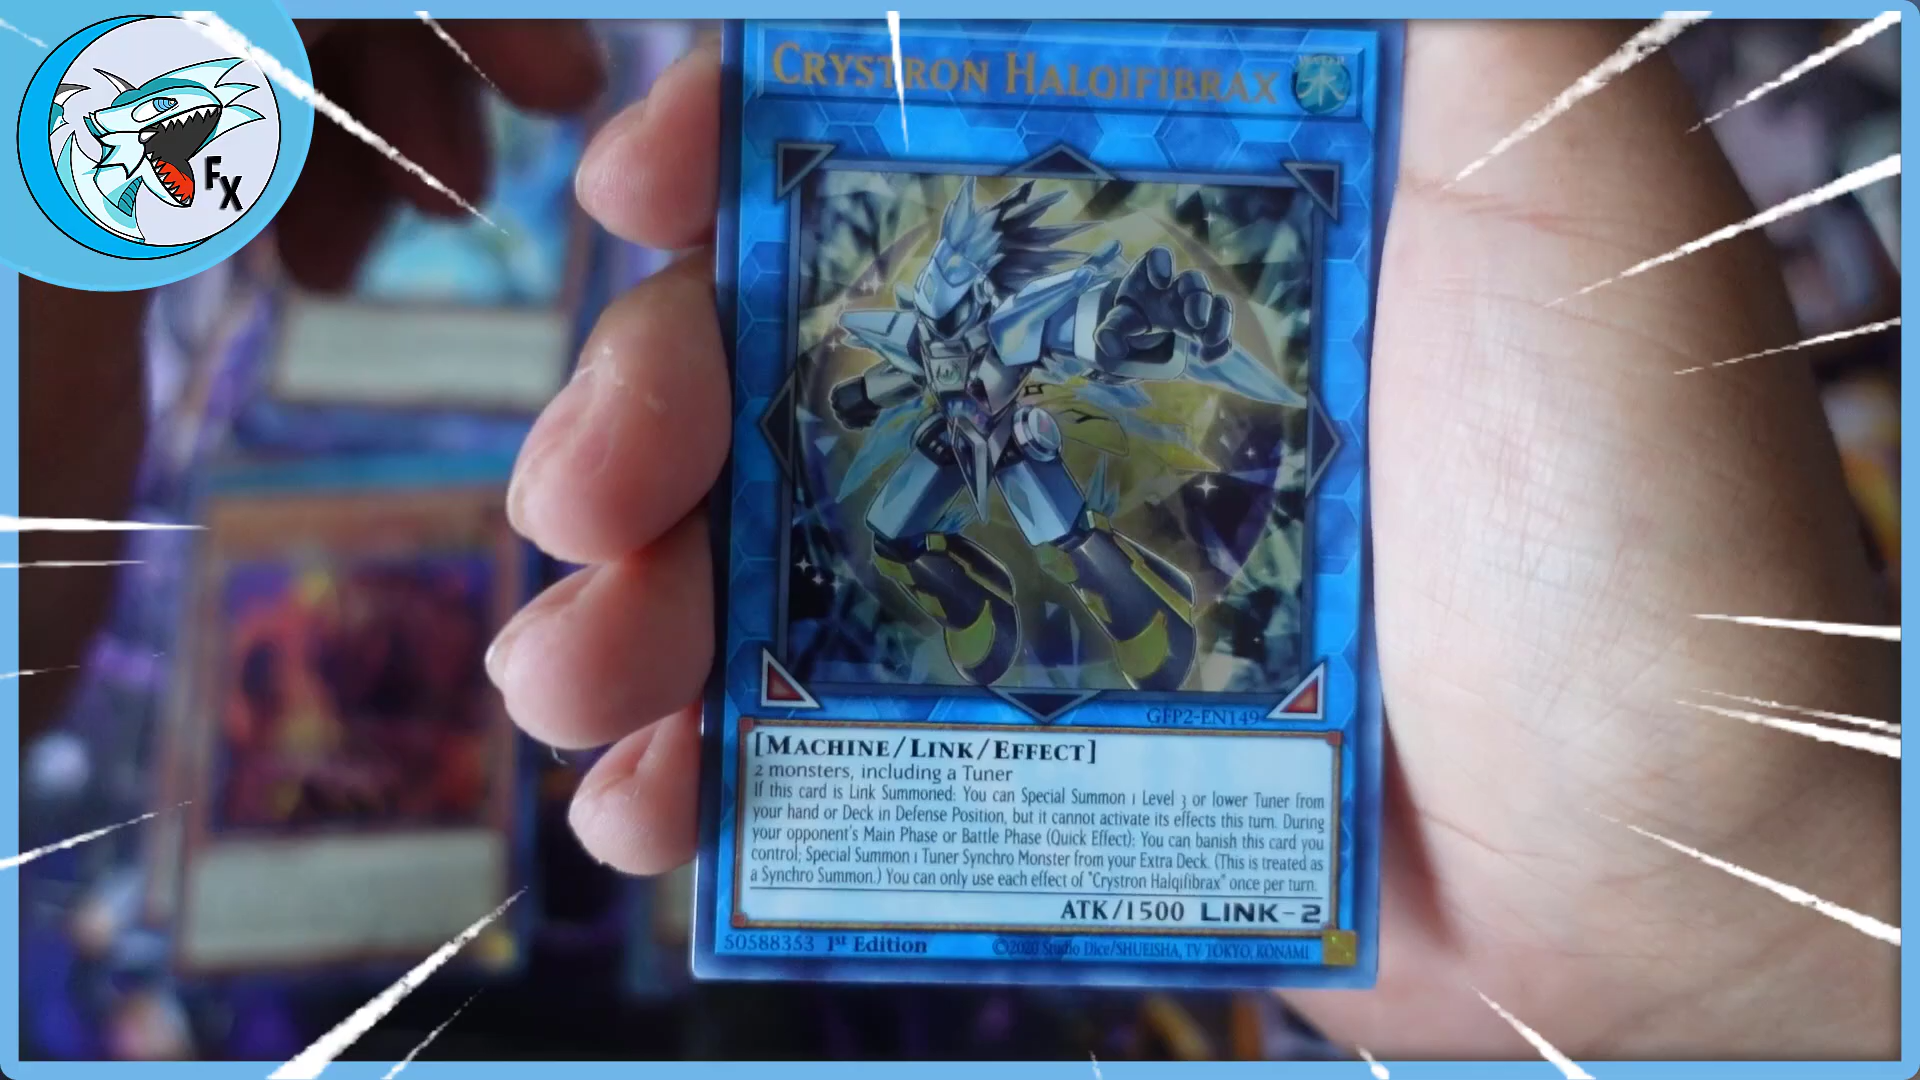 FX
CRYSTRON HALQIFIBRAX
WATER
水
GFP2-EN149
[MACHINE/LINK/EFFECT]
2 monsters, including a Tuner
If this card is Link Summoned: You can Special Summon 1 Level 3 or lower Tuner from
your hand or Deck in Defense Position, but it cannot activate its effects this turn. During
your opponent's Main Phase or Battle Phase (Quick Effect): You can banish this card you
control; Special Summon 1 Tuner Synchro Monster from your Extra Deck. (This is treated as
a Synchro Summon.) You can only use each effect of "Crystron Halqifibrax" once per turn.
ATK/1500 LINK-2
50588353 1st Edition ©2020 Studio Dice/SHUEISHA, TV TOKYO, KONAMI